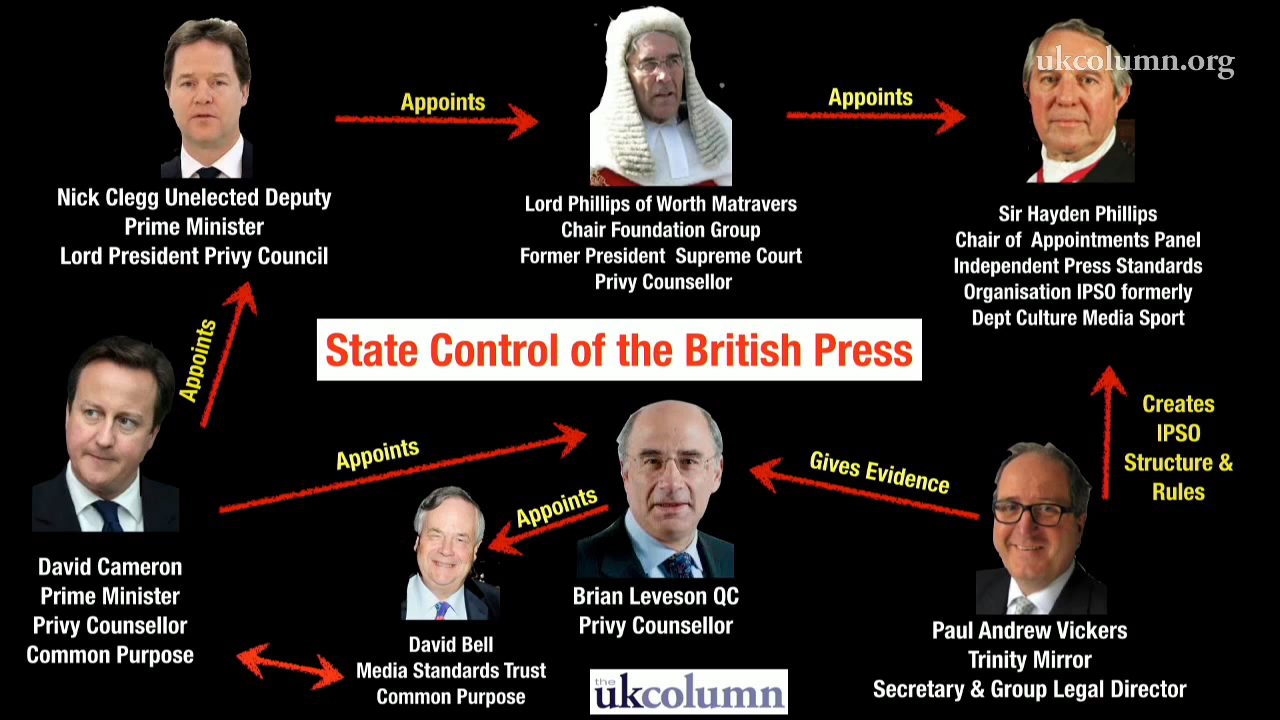 ukcolumn.org
Appoints
Appoints
Nick Clegg Unelected Deputy
Prime Minister
Lord President Privy Council
Lord Phillips of Worth Matravers
Chair Foundation Group
Former President Supreme Court
Privy Counsellor
Sir Hayden Phillips
Chair of Appointments Panel
Independent Press Standards
Organisation IPSO formerly
Dept Culture Media Sport
Appoints
State Control of the British Press
Creates
IPSO
Structure &
Rules
Appoints
Gives Evidence
Appoints
David Cameron
Prime Minister
Privy Counsellor
Common Purpose
David Bell
Media Standards Trust
Common Purpose
Brian Leveson QC
Privy Counsellor
Paul Andrew Vickers
Trinity Mirror
Secretary & Group Legal Director
the
ukcolumn